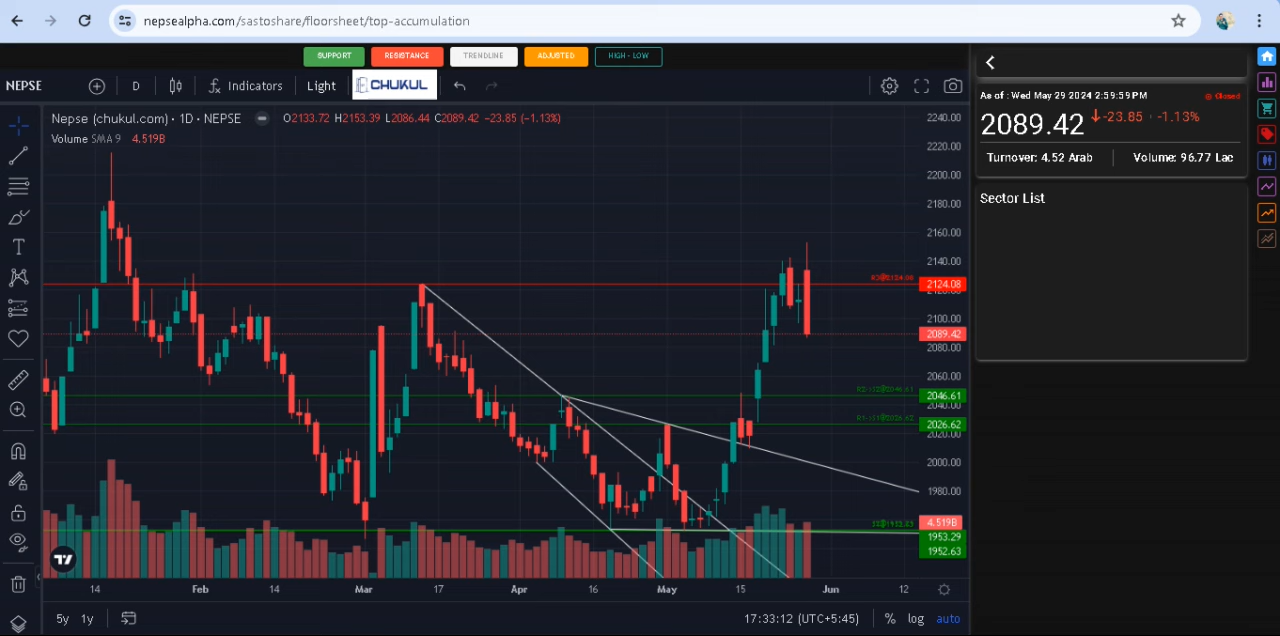 nepsealpha.com/sastoshare/floorsheet/top-accumulation
SUPPORT RESISTANCE TRENDLINE ADJUSTED HIGH - LOW
NEPSE D Indicators Light CHUKUL
Nepse (chukul.com) · 1D · NEPSE O2133.72 H2153.39 L2086.44 C2089.42 −23.85 (−1.13%)
Volume SMA 9 4.519B
2240.00
2220.00
2200.00
2180.00
2160.00
2140.00
2124.08
2120.00
2100.00
2089.42
2080.00
2060.00
2046.61
2040.00
2026.62
2020.00
2000.00
1980.00
4.519B
1953.29
1952.63
14 Feb 14 Mar 17 Apr 16 May 15 Jun 12
5y 1y 17:33:12 (UTC+5:45) % log auto
As of : Wed May 29 2024 2:59:59 PM Closed
2089.42 -23.85 · -1.13%
Turnover: 4.52 Arab Volume: 96.77 Lac
Sector List